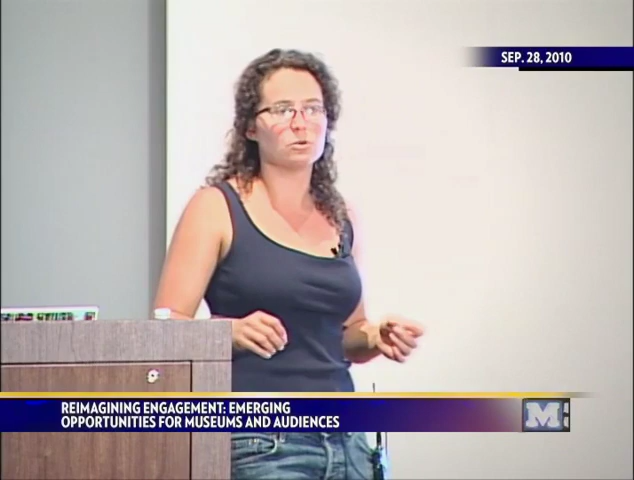 SEP. 28, 2010
REIMAGINING ENGAGEMENT: EMERGING
OPPORTUNITIES FOR MUSEUMS AND AUDIENCES
M